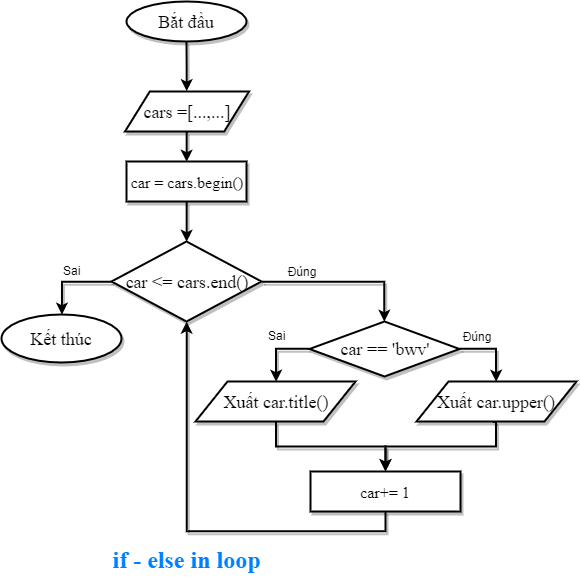 Bắt đầu
cars =[...,...]
car = cars.begin()
car <= cars.end()
Sai
Đúng
Kết thúc
car == 'bwv'
Sai
Đúng
Xuất car.title()
Xuất car.upper()
car+= 1
if - else in loop